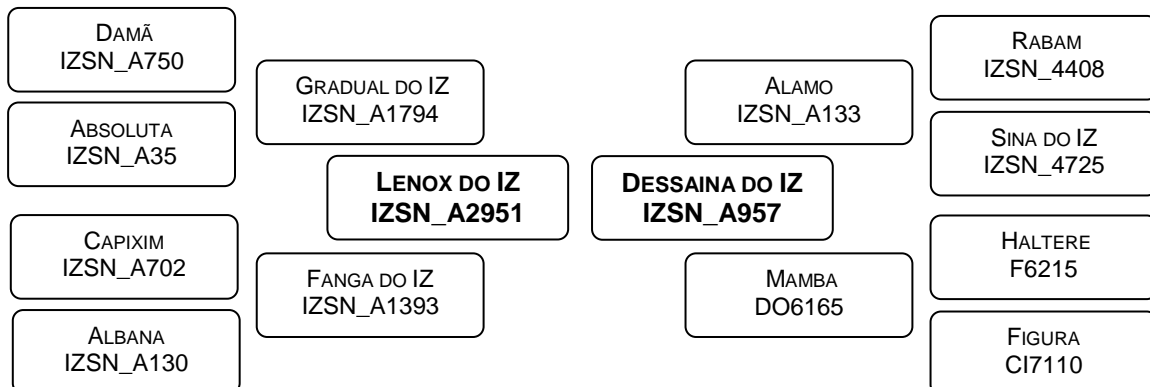 DAMÃ
IZSN_A750
ABSOLUTA
IZSN_A35
CAPIXIM
IZSN_A702
ALBANA
IZSN_A130
GRADUAL DO IZ
IZSN_A1794
FANGA DO IZ
IZSN_A1393
LENOX DO IZ
IZSN_A2951
DESSAINA DO IZ
IZSN_A957
ALAMO
IZSN_A133
MAMBA
DO6165
RABAM
IZSN_4408
SINA DO IZ
IZSN_4725
HALTERE
F6215
FIGURA
CI7110